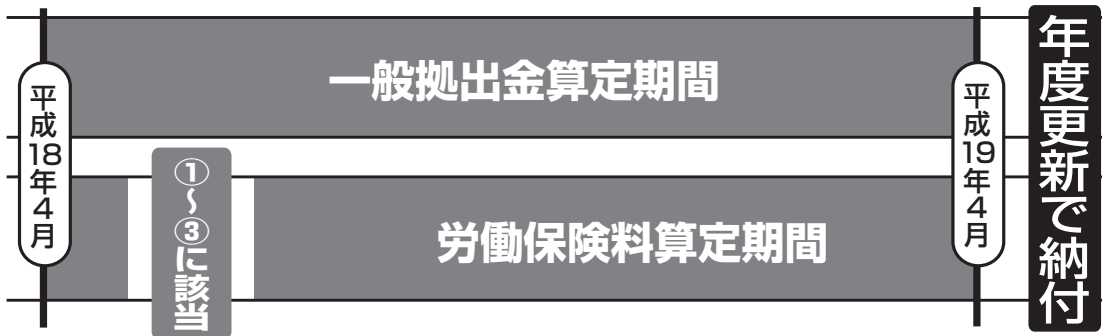 平成18年4月
一般拠出金算定期間
①～③に該当
労働保険料算定期間
平成19年4月
年度更新で納付